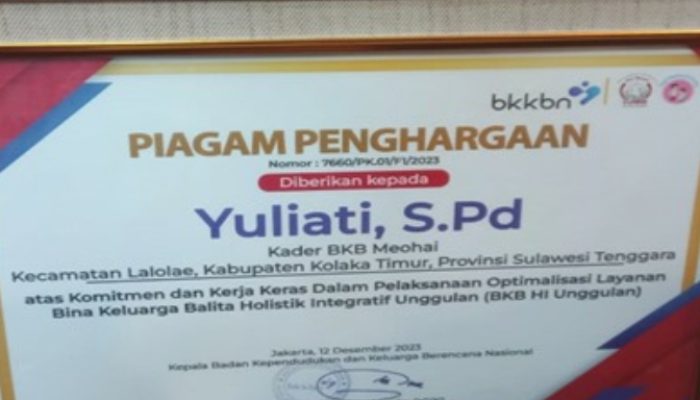 bkkbn
PIAGAM PENGHARGAAN
Nomor : 7660/PK.01/F1/2023
Diberikan kepada
Yuliati, S.Pd
Kader BKB Meohai
Kecamatan Lalolae, Kabupaten Kolaka Timur, Provinsi Sulawesi Tenggara
atas Komitmen dan Kerja Keras Dalam Pelaksanaan Optimalisasi Layanan
Bina Keluarga Balita Holistik Integratif Unggulan (BKB HI Unggulan)
Jakarta, 12 Desember 2023
Kepala Badan Kependudukan dan Keluarga Berencana Nasional